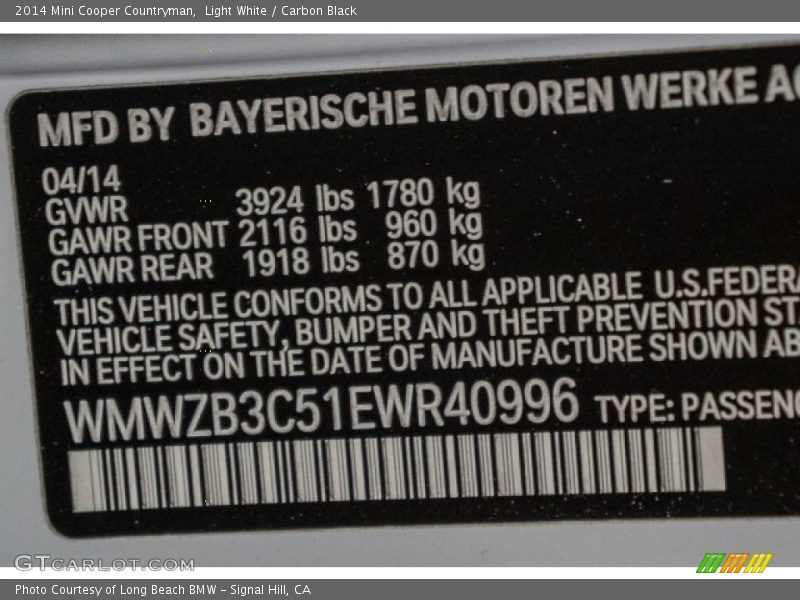 2014 Mini Cooper Countryman,  Light White / Carbon Black
MFD BY BAYERISCHE MOTOREN WERKE AG
04/14
GVWR 3924 lbs 1780 kg
GAWR FRONT 2116 lbs 960 kg
GAWR REAR 1918 lbs 870 kg
THIS VEHICLE CONFORMS TO ALL APPLICABLE U.S.FEDERA
VEHICLE SAFETY, BUMPER AND THEFT PREVENTION ST
IN EFFECT ON THE DATE OF MANUFACTURE SHOWN AB
WMWZB3C51EWR40996 TYPE: PASSENG
GTCARLOT.COM
Photo Courtesy of Long Beach BMW - Signal Hill, CA